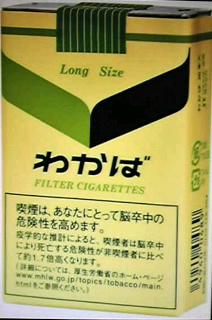 Long Size
わかば
FILTER CIGARETTES
喫煙は、あなたにとって脳卒中の
危険性を高めます。
疫学的な推計によると、喫煙者は脳卒中
により死亡する危険性が非喫煙者に比べ
て約1.7倍高くなります。
（詳細については、厚生労働省のホーム・ページ
www.mhlw.go.jp/topics/tobacco/main.
htmlをご参照ください。）